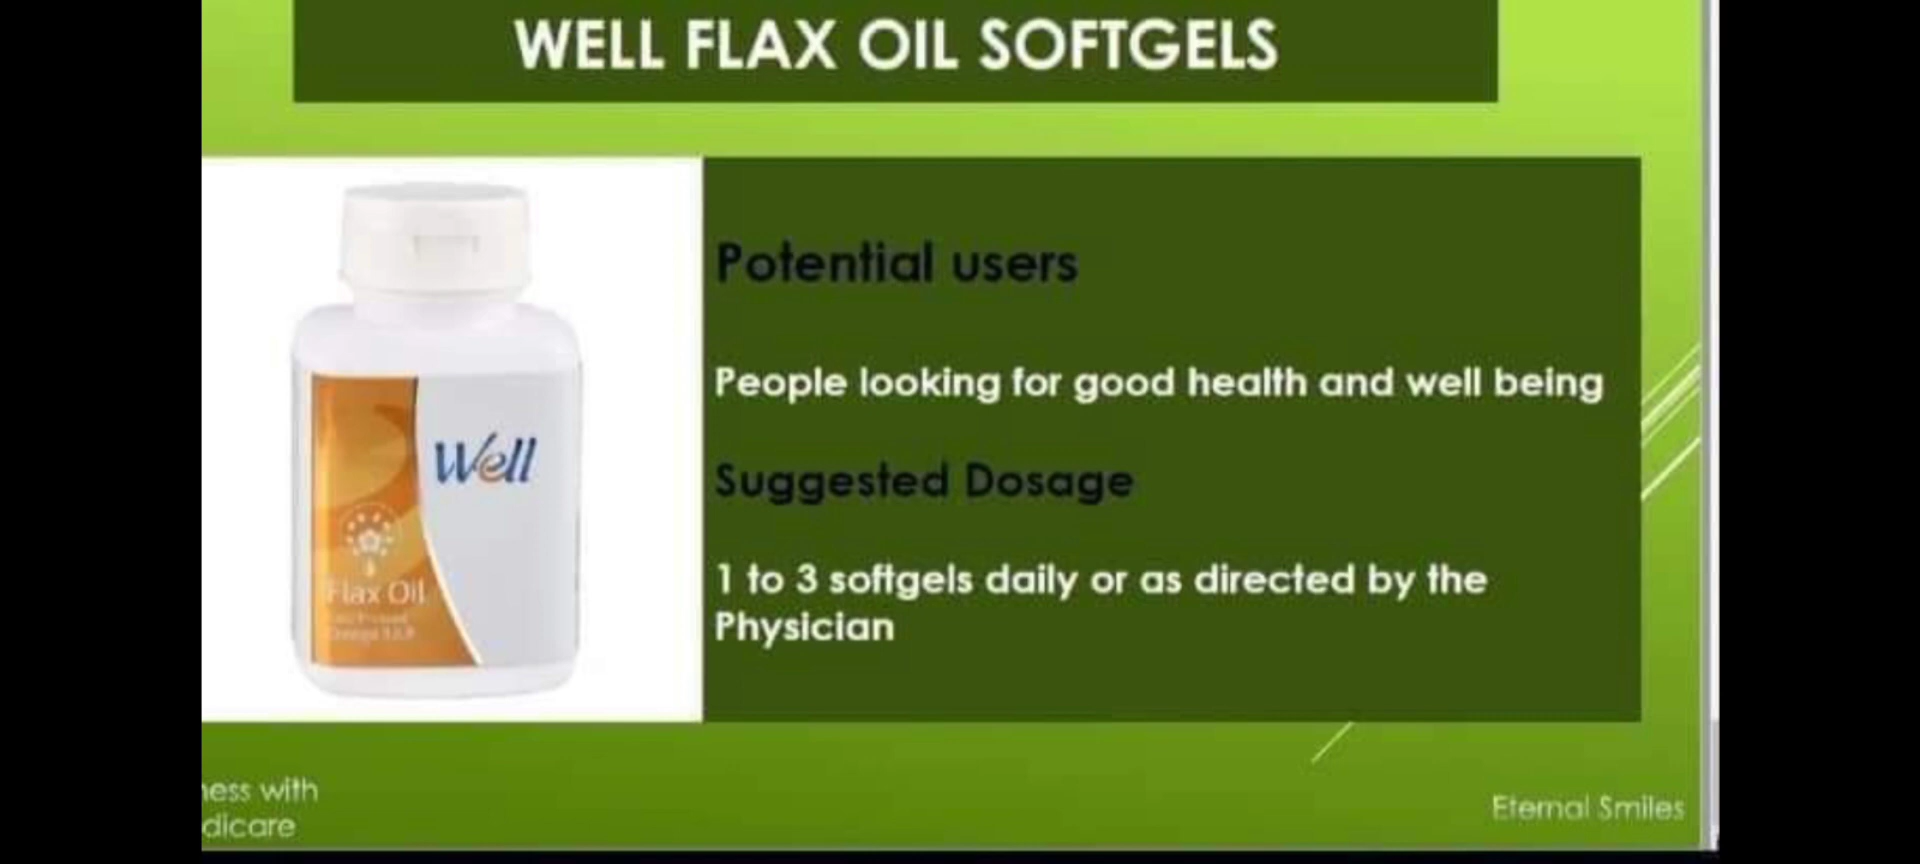 WELL FLAX OIL SOFTGELS
Potential users
People looking for good health and well being
Suggested Dosage
1 to 3 softgels daily or as directed by the
Physician
Well
Flax Oil
ness with
dicare
Eternal Smiles